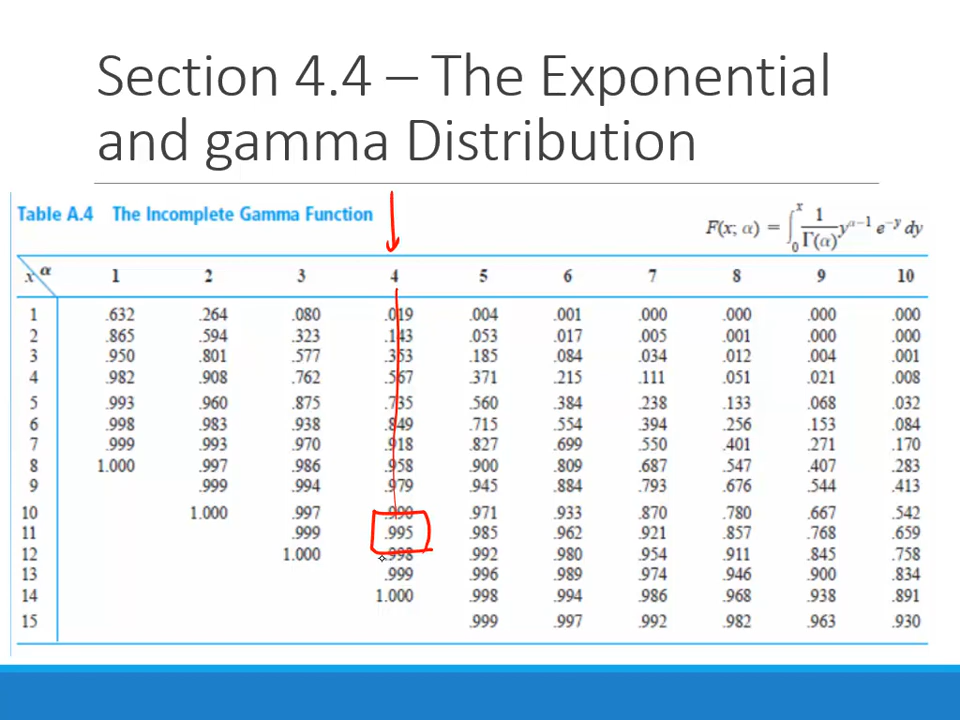 Section 4.4 – The Exponential
and gamma Distribution
Table A.4 The Incomplete Gamma Function
F(x; α) = ∫₀ˣ 1/Γ(α) y^(α−1) e^(−y) dy
x α 1 2 3 4 5 6 7 8 9 10
1 .632 .264 .080 .019 .004 .001 .000 .000 .000 .000
2 .865 .594 .323 .143 .053 .017 .005 .001 .000 .000
3 .950 .801 .577 .353 .185 .084 .034 .012 .004 .001
4 .982 .908 .762 .567 .371 .215 .111 .051 .021 .008
5 .993 .960 .875 .735 .560 .384 .238 .133 .068 .032
6 .998 .983 .938 .849 .715 .554 .394 .256 .153 .084
7 .999 .993 .970 .918 .827 .699 .550 .401 .271 .170
8 1.000 .997 .986 .958 .900 .809 .687 .547 .407 .283
9 .999 .994 .979 .945 .884 .793 .676 .544 .413
10 1.000 .997 .990 .971 .933 .870 .780 .667 .542
11 .999 .995 .985 .962 .921 .857 .768 .659
12 1.000 .998 .992 .980 .954 .911 .845 .758
13 .999 .996 .989 .974 .946 .900 .834
14 1.000 .998 .994 .986 .968 .938 .891
15 .999 .997 .992 .982 .963 .930